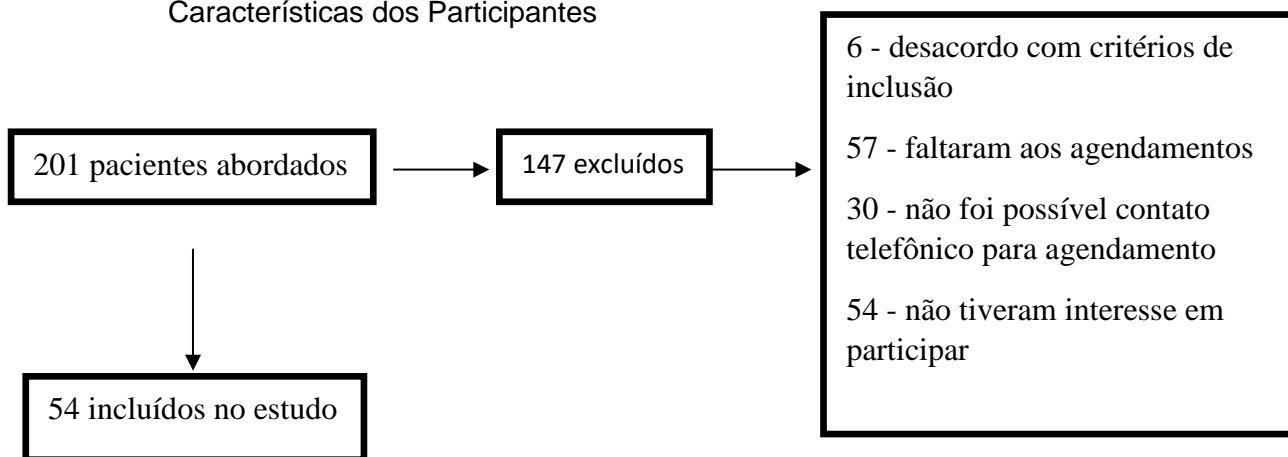 Características dos Participantes
201 pacientes abordados
147 excluídos
6 - desacordo com critérios de
inclusão
57 - faltaram aos agendamentos
30 - não foi possível contato
telefônico para agendamento
54 - não tiveram interesse em
participar
54 incluídos no estudo